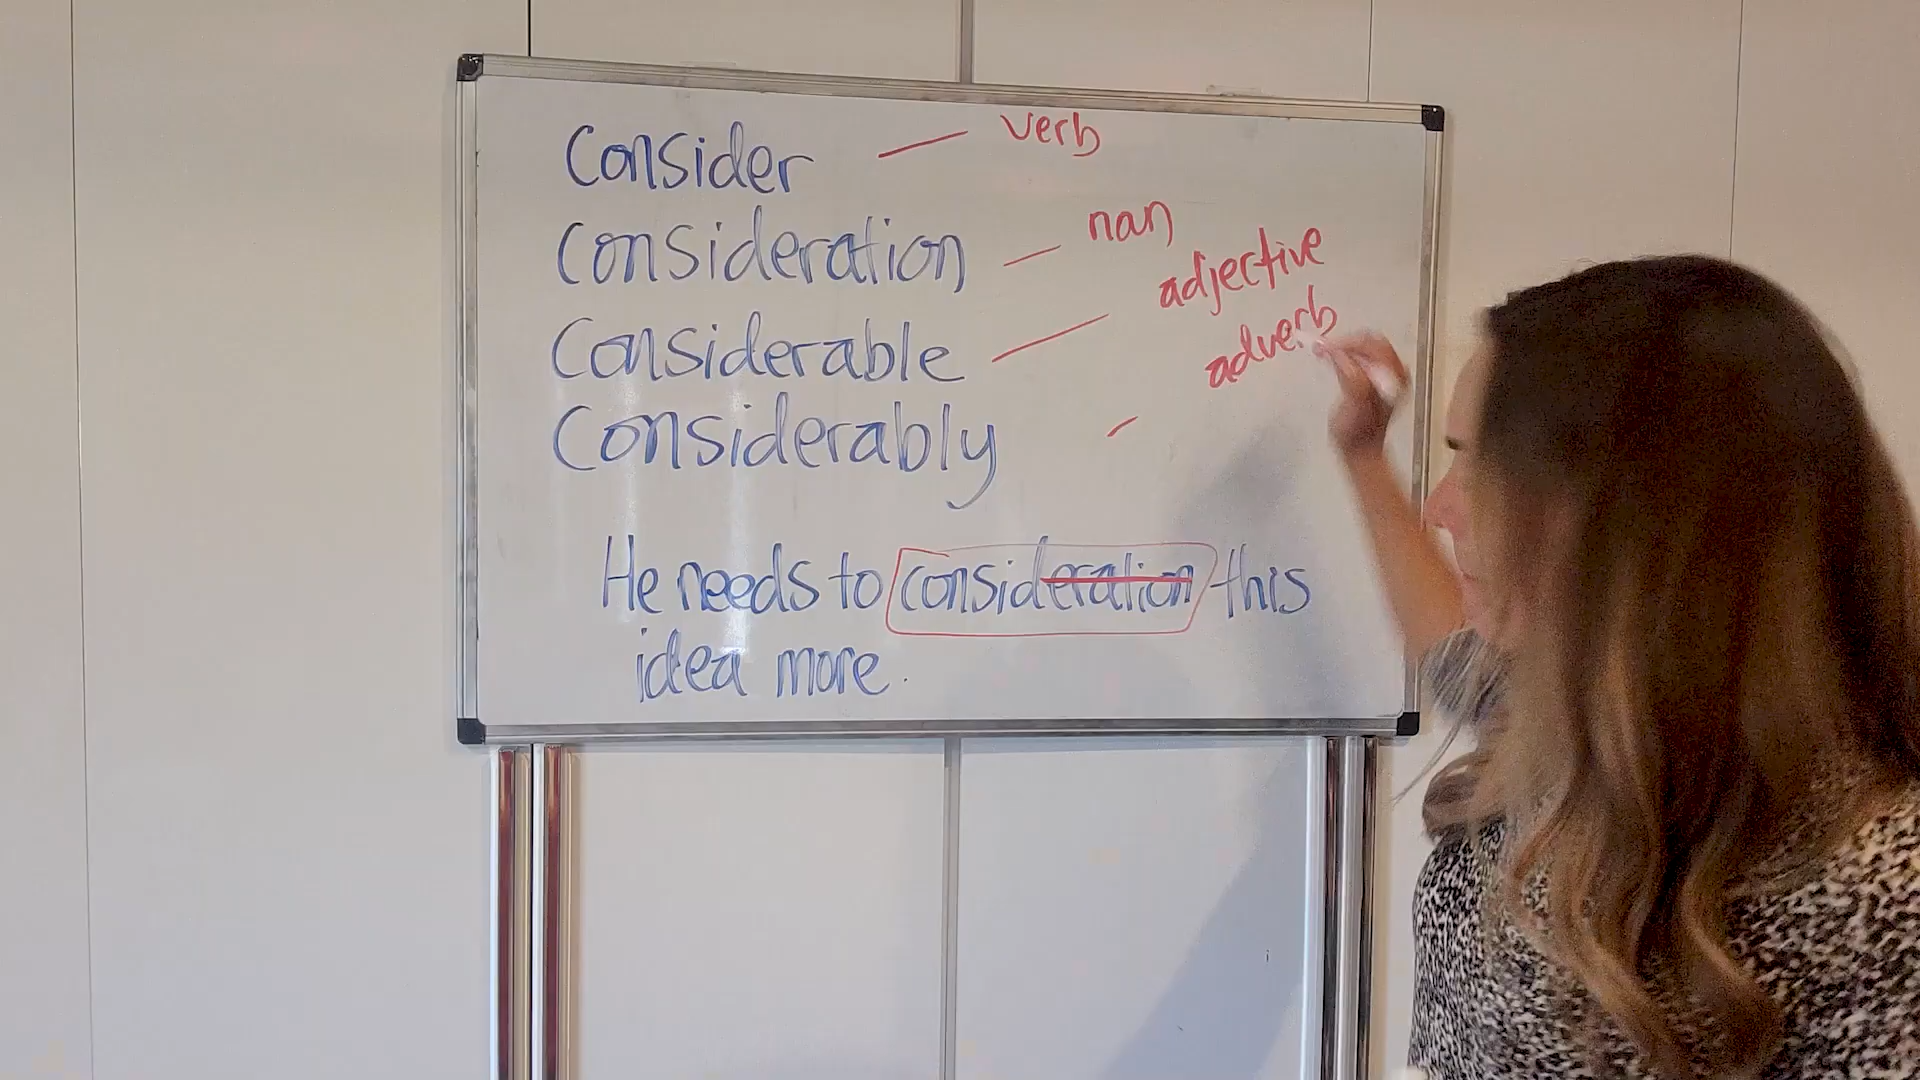 Consider — verb
Consideration — nan
Considerable — adjective
Considerably - adverb
He needs to consideration this
idea more.